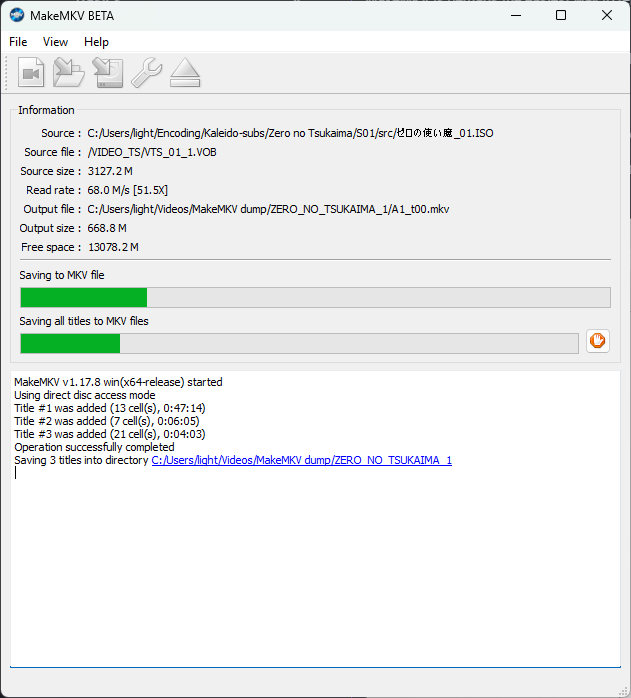 MakeMKV BETA
File View Help
Information
Source : C:/Users/light/Encoding/Kaleido-subs/Zero no Tsukaima/S01/src/ゼロの使い魔_01.ISO
Source file : /VIDEO_TS/VTS_01_1.VOB
Source size : 3127.2 M
Read rate : 68.0 M/s [51.5X]
Output file : C:/Users/light/Videos/MakeMKV dump/ZERO_NO_TSUKAIMA_1/A1_t00.mkv
Output size : 668.8 M
Free space : 13078.2 M
Saving to MKV file
Saving all titles to MKV files
MakeMKV v1.17.8 win(x64-release) started
Using direct disc access mode
Title #1 was added (13 cell(s), 0:47:14)
Title #2 was added (7 cell(s), 0:06:05)
Title #3 was added (21 cell(s), 0:04:03)
Operation successfully completed
Saving 3 titles into directory C:/Users/light/Videos/MakeMKV dump/ZERO_NO_TSUKAIMA_1